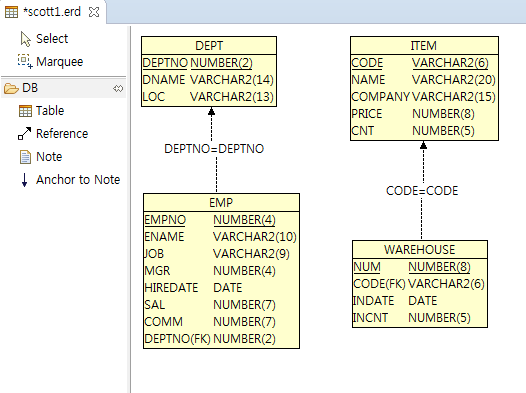 *scott1.erd
Select
Marquee
DB
Table
Reference
Note
Anchor to Note
DEPT
DEPTNO NUMBER(2)
DNAME VARCHAR2(14)
LOC VARCHAR2(13)
DEPTNO=DEPTNO
EMP
EMPNO NUMBER(4)
ENAME VARCHAR2(10)
JOB VARCHAR2(9)
MGR NUMBER(4)
HIREDATE DATE
SAL NUMBER(7)
COMM NUMBER(7)
DEPTNO(FK) NUMBER(2)
ITEM
CODE VARCHAR2(6)
NAME VARCHAR2(20)
COMPANY VARCHAR2(15)
PRICE NUMBER(8)
CNT NUMBER(5)
CODE=CODE
WAREHOUSE
NUM NUMBER(8)
CODE(FK) VARCHAR2(6)
INDATE DATE
INCNT NUMBER(5)